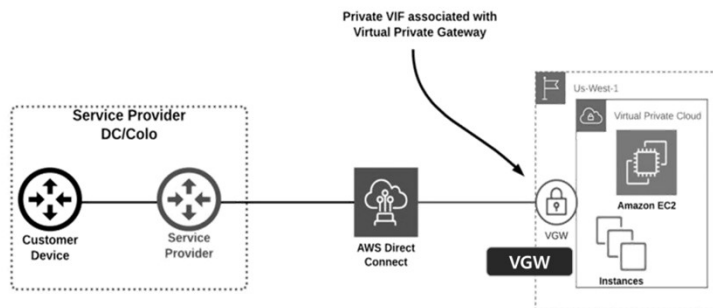 Private VIF associated with
Virtual Private Gateway
Us-West-1
Service Provider
DC/Colo
Virtual Private Cloud
Amazon EC2
Customer
Device
Service
Provider
AWS Direct
Connect
VGW
VGW
Instances